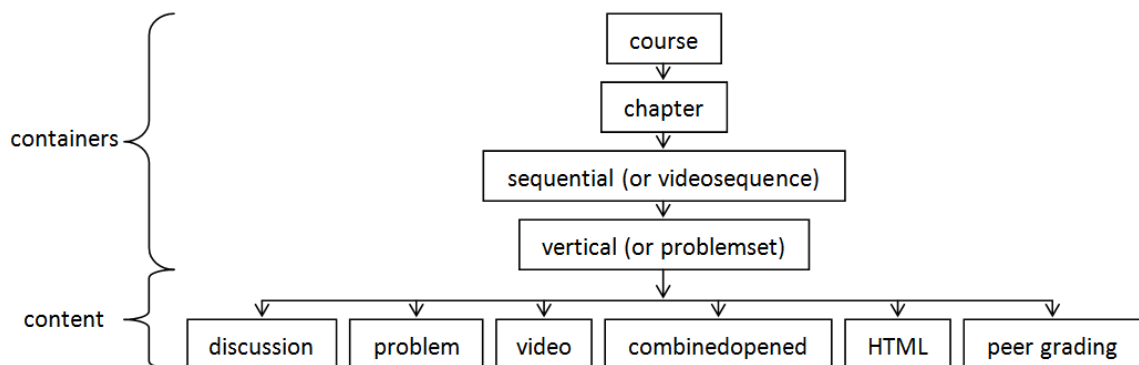 course
chapter
containers
sequential (or videosequence)
vertical (or problemset)
content
discussion
problem
video
combinedopened
HTML
peer grading